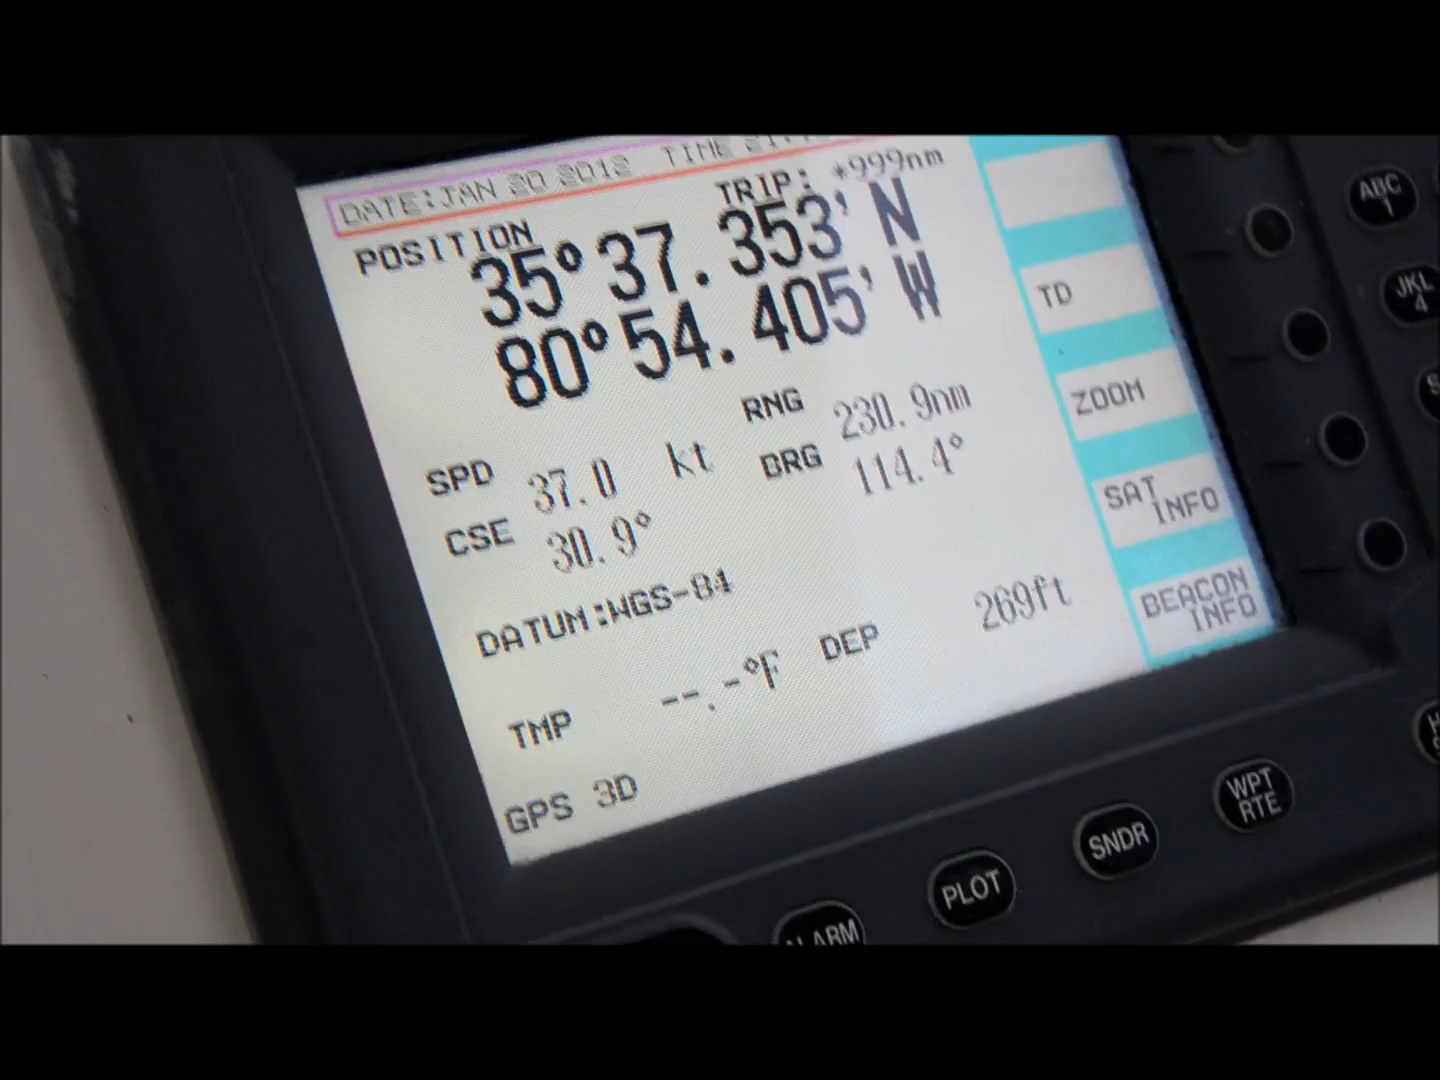 DATE:JAN 20 2012 TIME
TRIP: *999nm
POSITION
35°37.353' N
80°54.405' W
RNG 230.9nm
SPD 37.0 kt BRG 114.4°
CSE 30.9°
DATUM:WGS-84
TMP --.-°F DEP 269ft
GPS 3D
TD
ZOOM
SAT
INFO
BEACON
INFO
ABC
1
JKL
4
ALARM
PLOT
SNDR
WPT
RTE